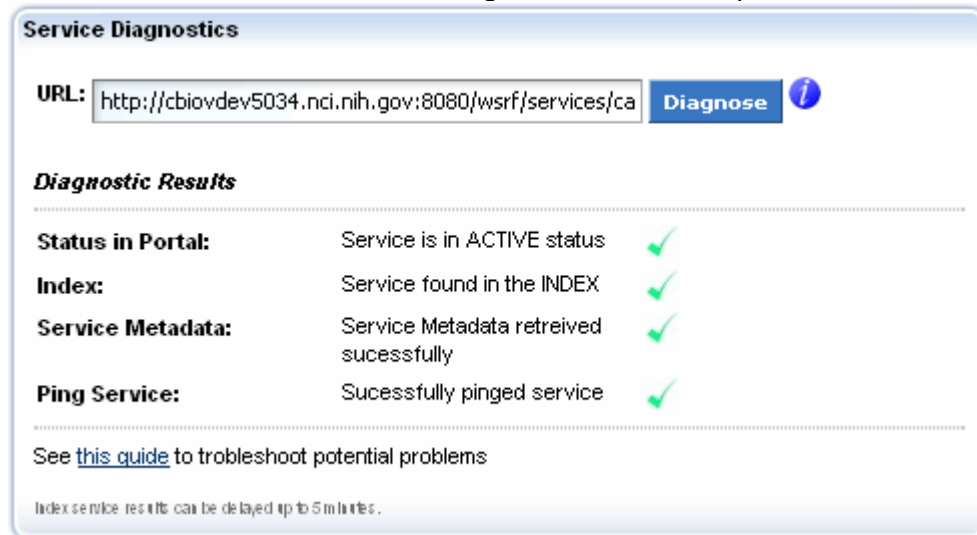 Service Diagnostics
URL: http://cbiovdev5034.nci.nih.gov:8080/wsrf/services/ca Diagnose i
Diagnostic Results
Status in Portal: Service is in ACTIVE status
Index: Service found in the INDEX
Service Metadata: Service Metadata retreived
sucessfully
Ping Service: Sucessfully pinged service
See this guide to trobleshoot potential problems
Index service results can be delayed up to 5 minutes.